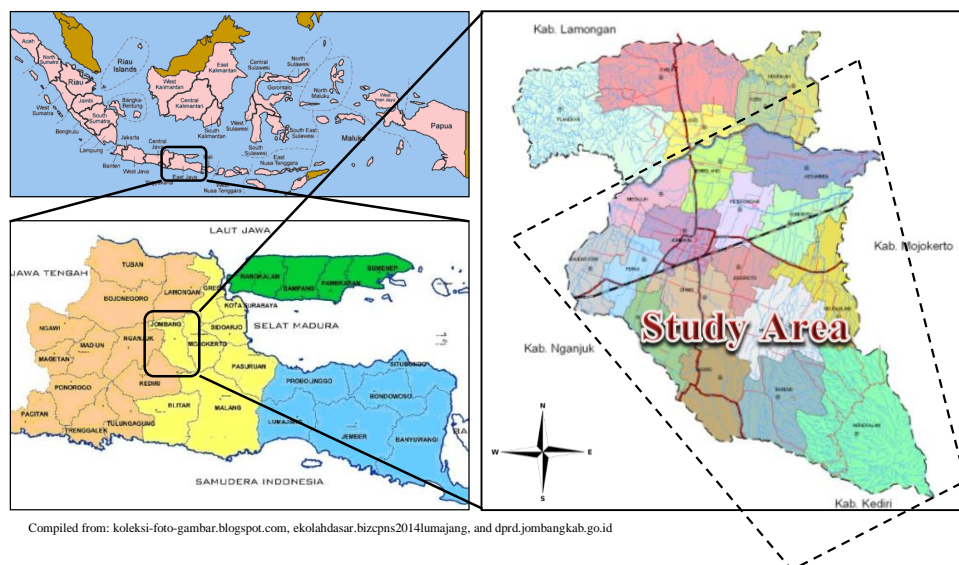 Aceh
North Sumatra
Riau Islands
Riau
West Sumatra
Jambi
South Sumatra
Bangka-Belitung
Bengkulu
Lampung
Jakarta
Banten
West Java
Central Java
East Java
Bali
West Kalimantan
Central Kalimantan
East Kalimantan
South Kalimantan
Central Sulawesi
North Sulawesi
Gorontalo
West Sulawesi
South Sulawesi
South East Sulawesi
North Maluku
Maluku
Papua
East Nusa Tenggara
West Nusa Tenggara
LAUT JAWA
JAWA TENGAH
TUBAN
BOJONEGORO
LAMONGAN
GRESIK
KOTA SURABAYA
BANGKALAN
SAMPANG
PAMEKASAN
SUMENEP
SELAT MADURA
NGAWI
MAGETAN
MADIUN
NGANJUK
JOMBANG
MOJOKERTO
SIDOARJO
PASURUAN
PONOROGO
KEDIRI
PACITAN
TRENGGALEK
TULUNGAGUNG
BLITAR
MALANG
PROBOLINGGO
SITUBONDO
BONDOWOSO
LUMAJANG
JEMBER
BANYUWANGI
BA
SAMUDERA INDONESIA
Kab. Lamongan
Kab. Mojokerto
Kab. Nganjuk
Kab. Kediri
Study Area
N
W
E
S
Compiled from: koleksi-foto-gambar.blogspot.com, ekolahdasar.bizcpns2014lumajang, and dprd.jombangkab.go.id